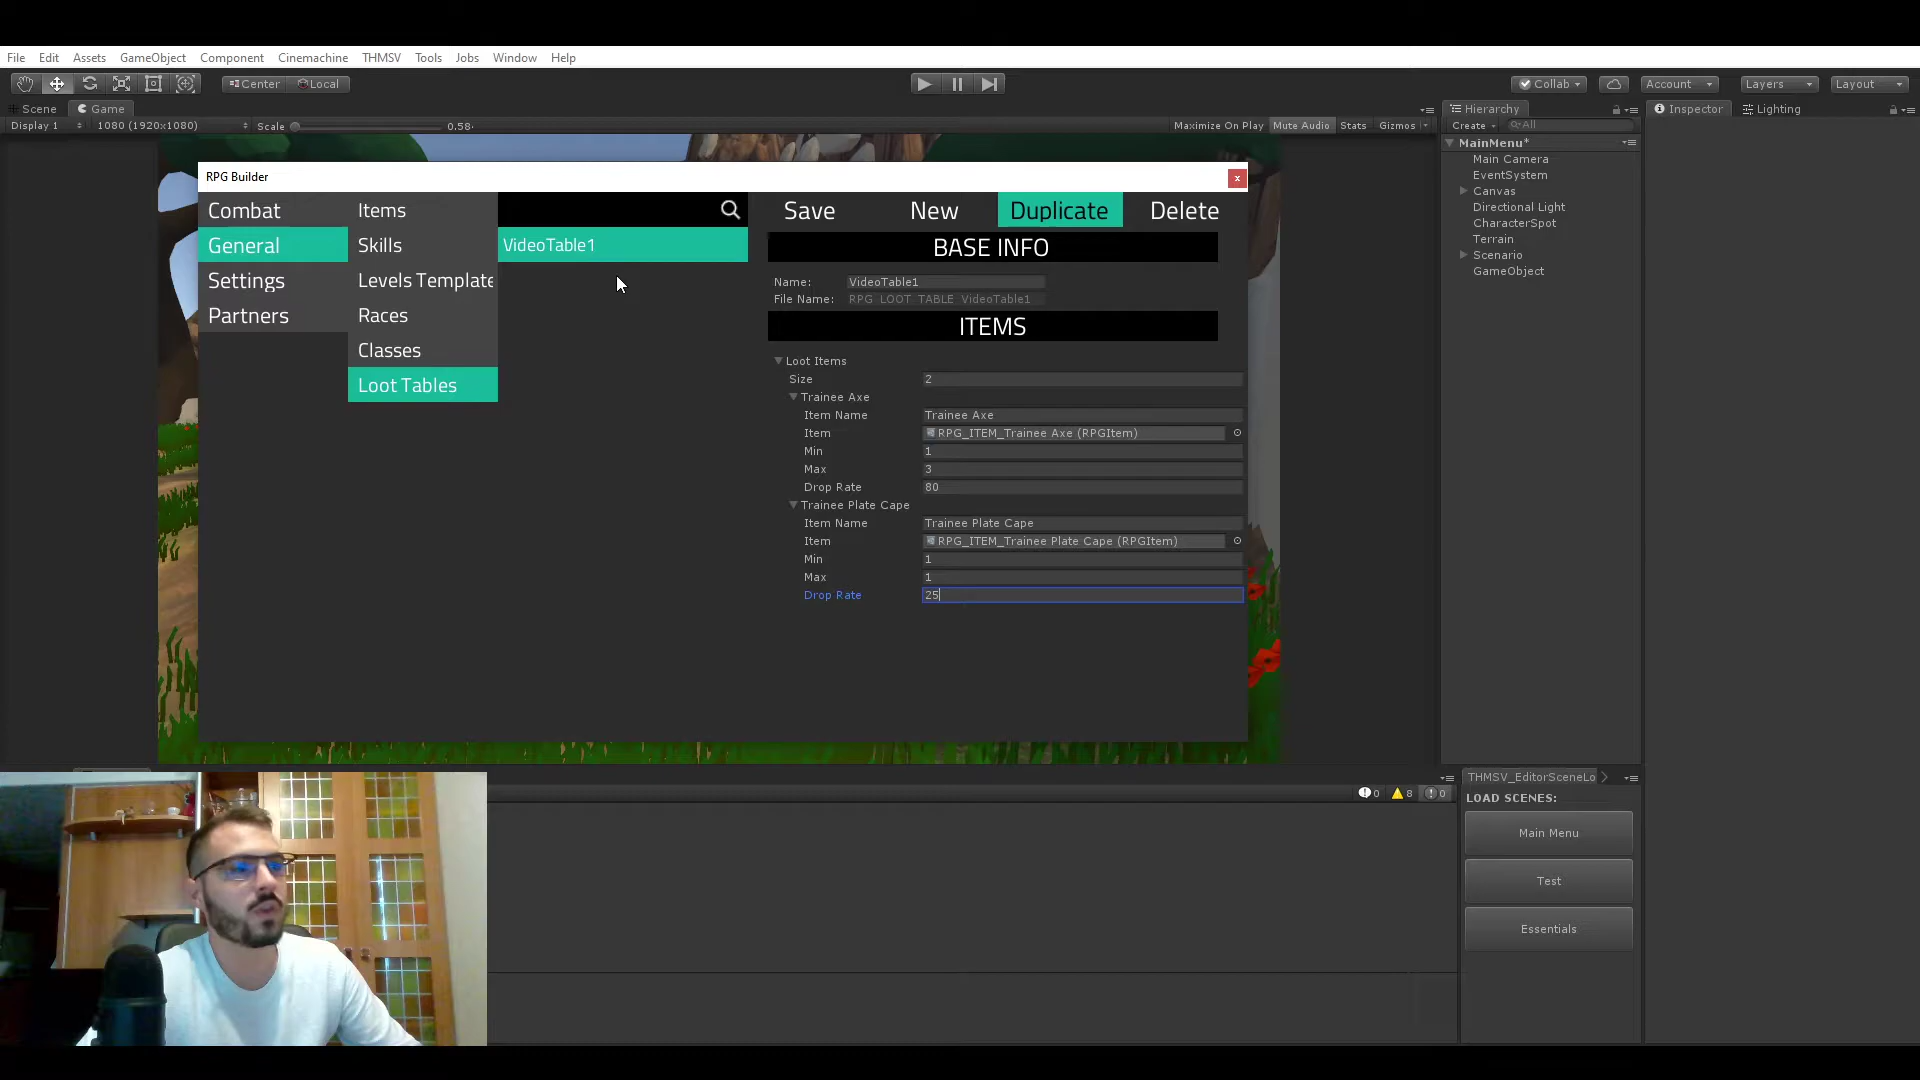 File Edit Assets GameObject Component Cinemachine THMSV Tools Jobs Window Help
Center Local Collab Account Layers Layout
Scene Game Hierarchy Inspector Lighting
Display 1 1080 (1920x1080) Scale 0.58 Maximize On Play Mute Audio Stats Gizmos Create All
MainMenu*
Main Camera
EventSystem
Canvas
Directional Light
CharacterSpot
Terrain
Scenario
GameObject
RPG Builder x
Combat
General
Settings
Partners
Items
Skills
Levels Template
Races
Classes
Loot Tables
VideoTable1
Save New Duplicate Delete
BASE INFO
Name: VideoTable1
File Name: RPG_LOOT_TABLE_VideoTable1
ITEMS
Loot Items
Size 2
Trainee Axe
Item Name Trainee Axe
Item RPG_ITEM_Trainee Axe (RPGItem)
Min 1
Max 3
Drop Rate 80
Trainee Plate Cape
Item Name Trainee Plate Cape
Item RPG_ITEM_Trainee Plate Cape (RPGItem)
Min 1
Max 1
Drop Rate 25
0 8 0
THMSV_EditorSceneLo
LOAD SCENES:
Main Menu
Test
Essentials